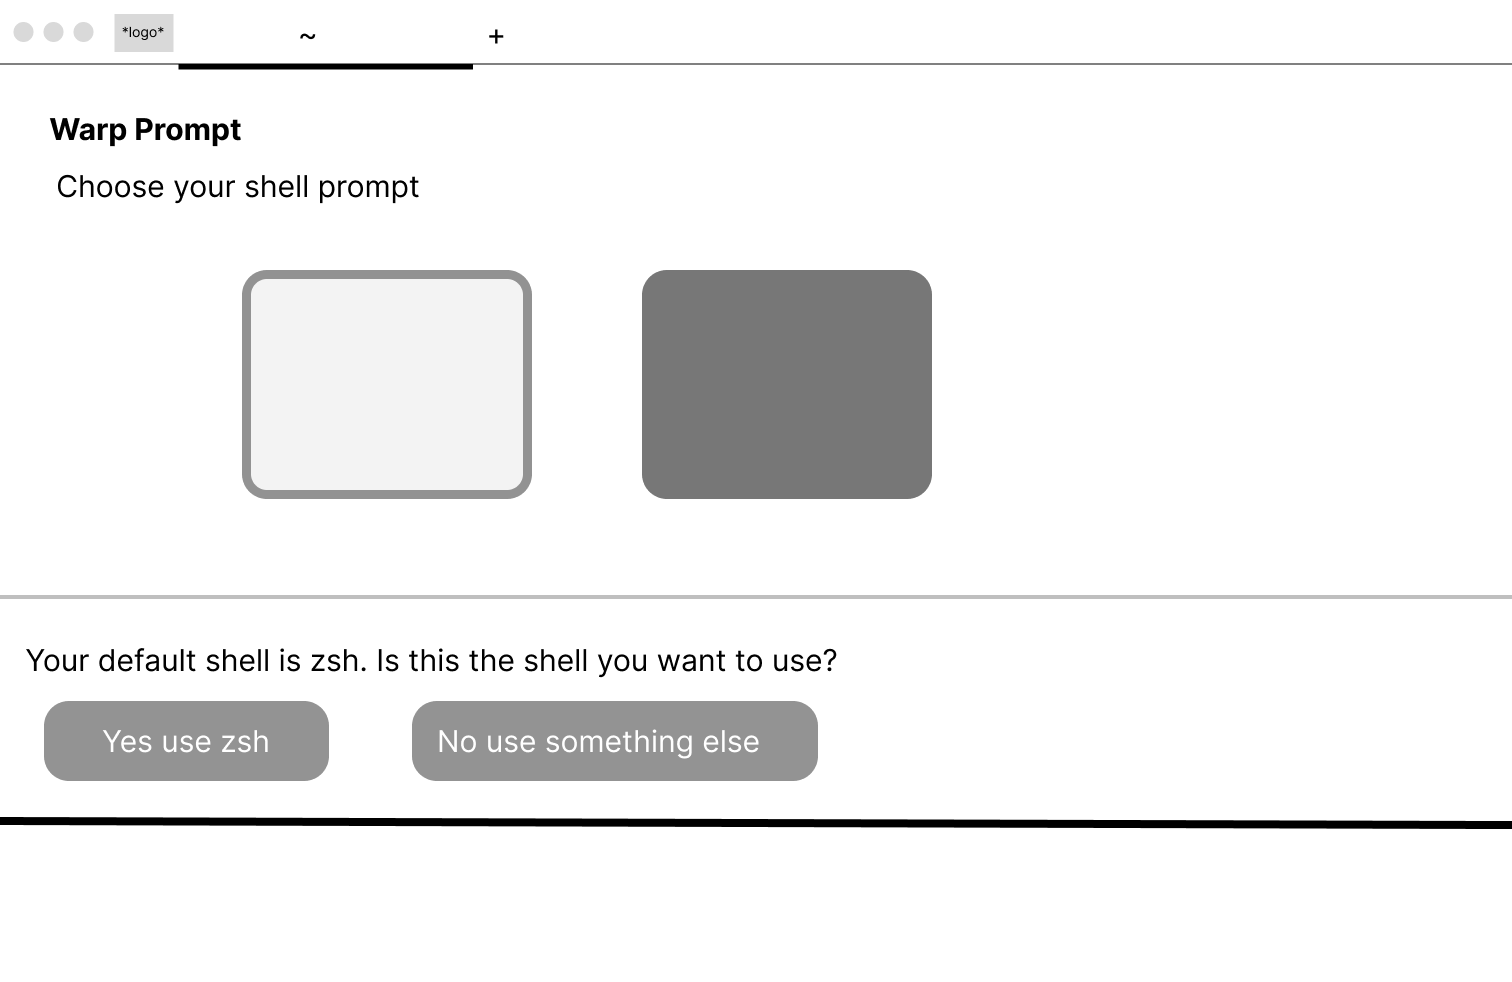 *logo*
~
+
Warp Prompt
Choose your shell prompt
Your default shell is zsh. Is this the shell you want to use?
Yes use zsh
No use something else